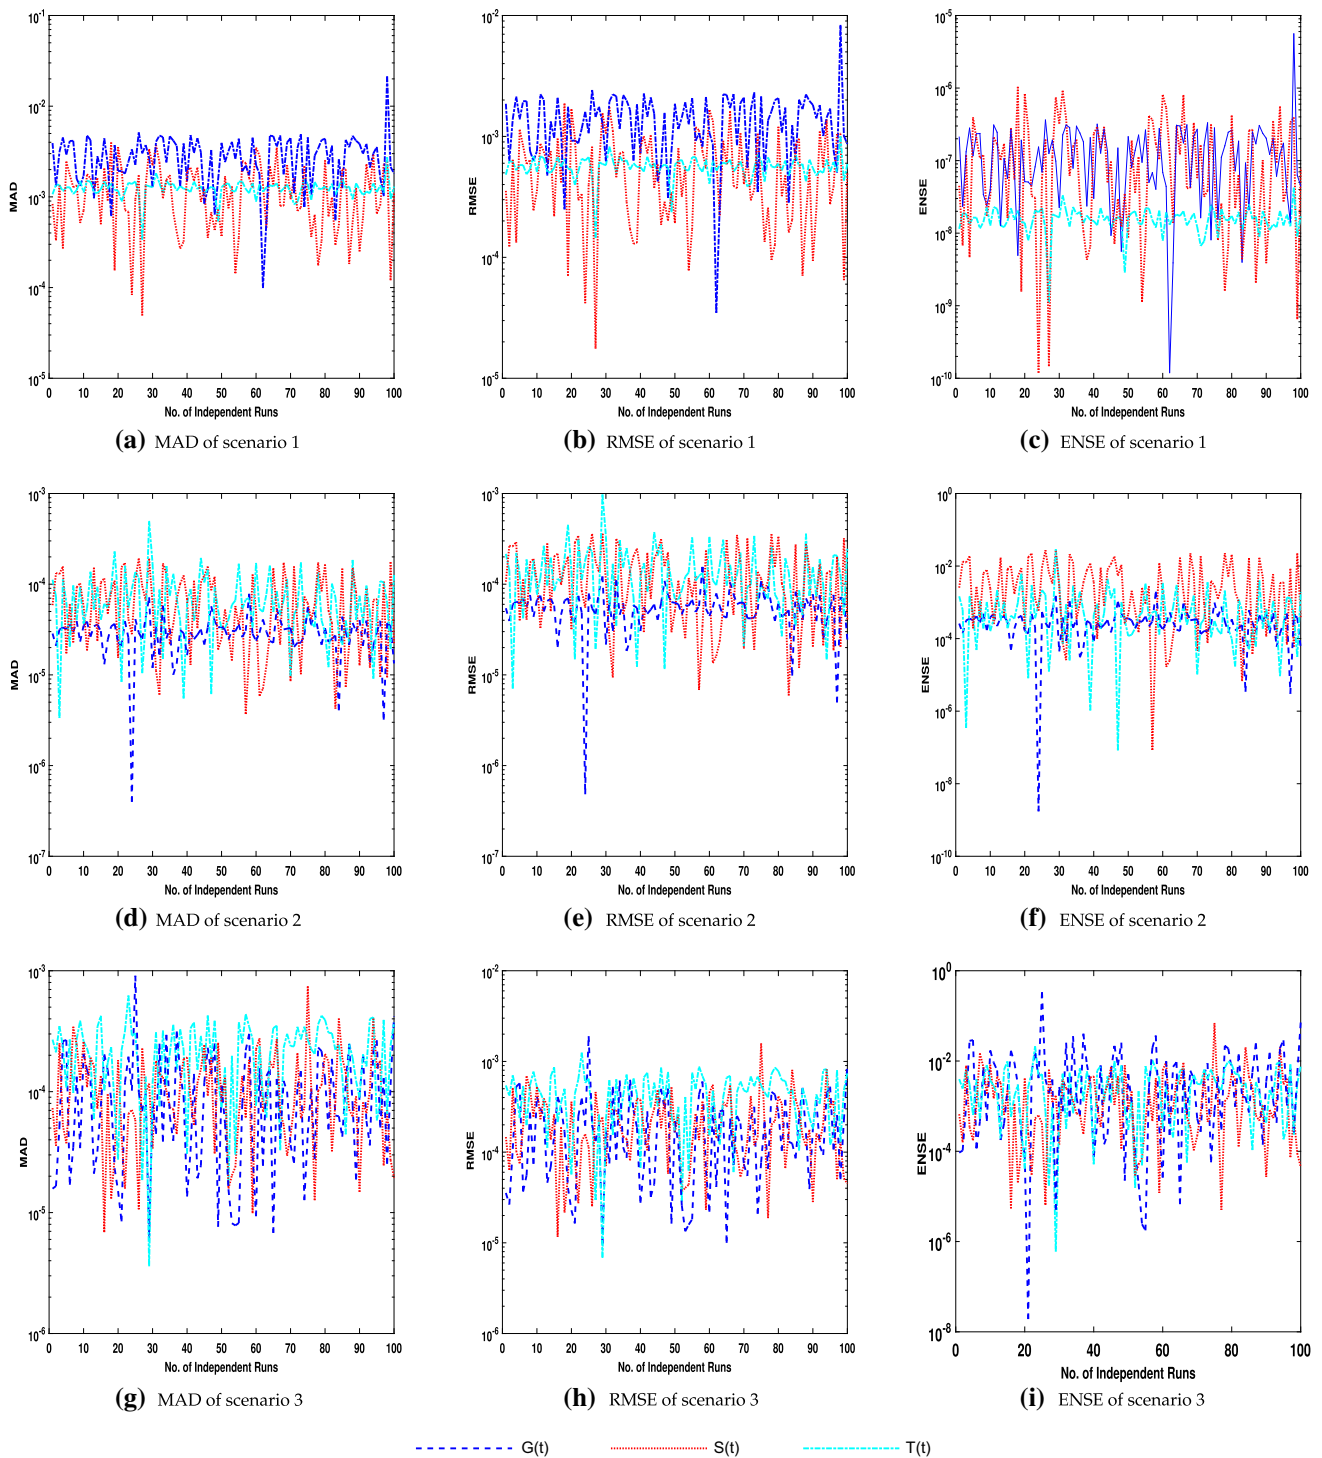 10^-1
10^-2
10^-3
10^-4
10^-5
MAD
0 10 20 30 40 50 60 70 80 90 100
No. of Independent Runs
(a) MAD of scenario 1
10^-2
10^-3
10^-4
10^-5
RMSE
0 10 20 30 40 50 60 70 80 90 100
No. of Independent Runs
(b) RMSE of scenario 1
10^-5
10^-6
10^-7
10^-8
10^-9
10^-10
ENSE
0 10 20 30 40 50 60 70 80 90 100
No. of Independent Runs
(c) ENSE of scenario 1
10^-3
10^-4
10^-5
10^-6
10^-7
MAD
0 10 20 30 40 50 60 70 80 90 100
No. of Independent Runs
(d) MAD of scenario 2
10^-3
10^-4
10^-5
10^-6
10^-7
RMSE
0 10 20 30 40 50 60 70 80 90 100
No. of Independent Runs
(e) RMSE of scenario 2
10^0
10^-2
10^-4
10^-6
10^-8
10^-10
ENSE
0 10 20 30 40 50 60 70 80 90 100
No. of Independent Runs
(f) ENSE of scenario 2
10^-3
10^-4
10^-5
10^-6
MAD
0 10 20 30 40 50 60 70 80 90 100
No. of Independent Runs
(g) MAD of scenario 3
10^-2
10^-3
10^-4
10^-5
10^-6
RMSE
0 10 20 30 40 50 60 70 80 90 100
No. of Independent Runs
(h) RMSE of scenario 3
10^0
10^-2
10^-4
10^-6
10^-8
ENSE
0 20 40 60 80 100
No. of Independent Runs
(i) ENSE of scenario 3
G(t) S(t) T(t)